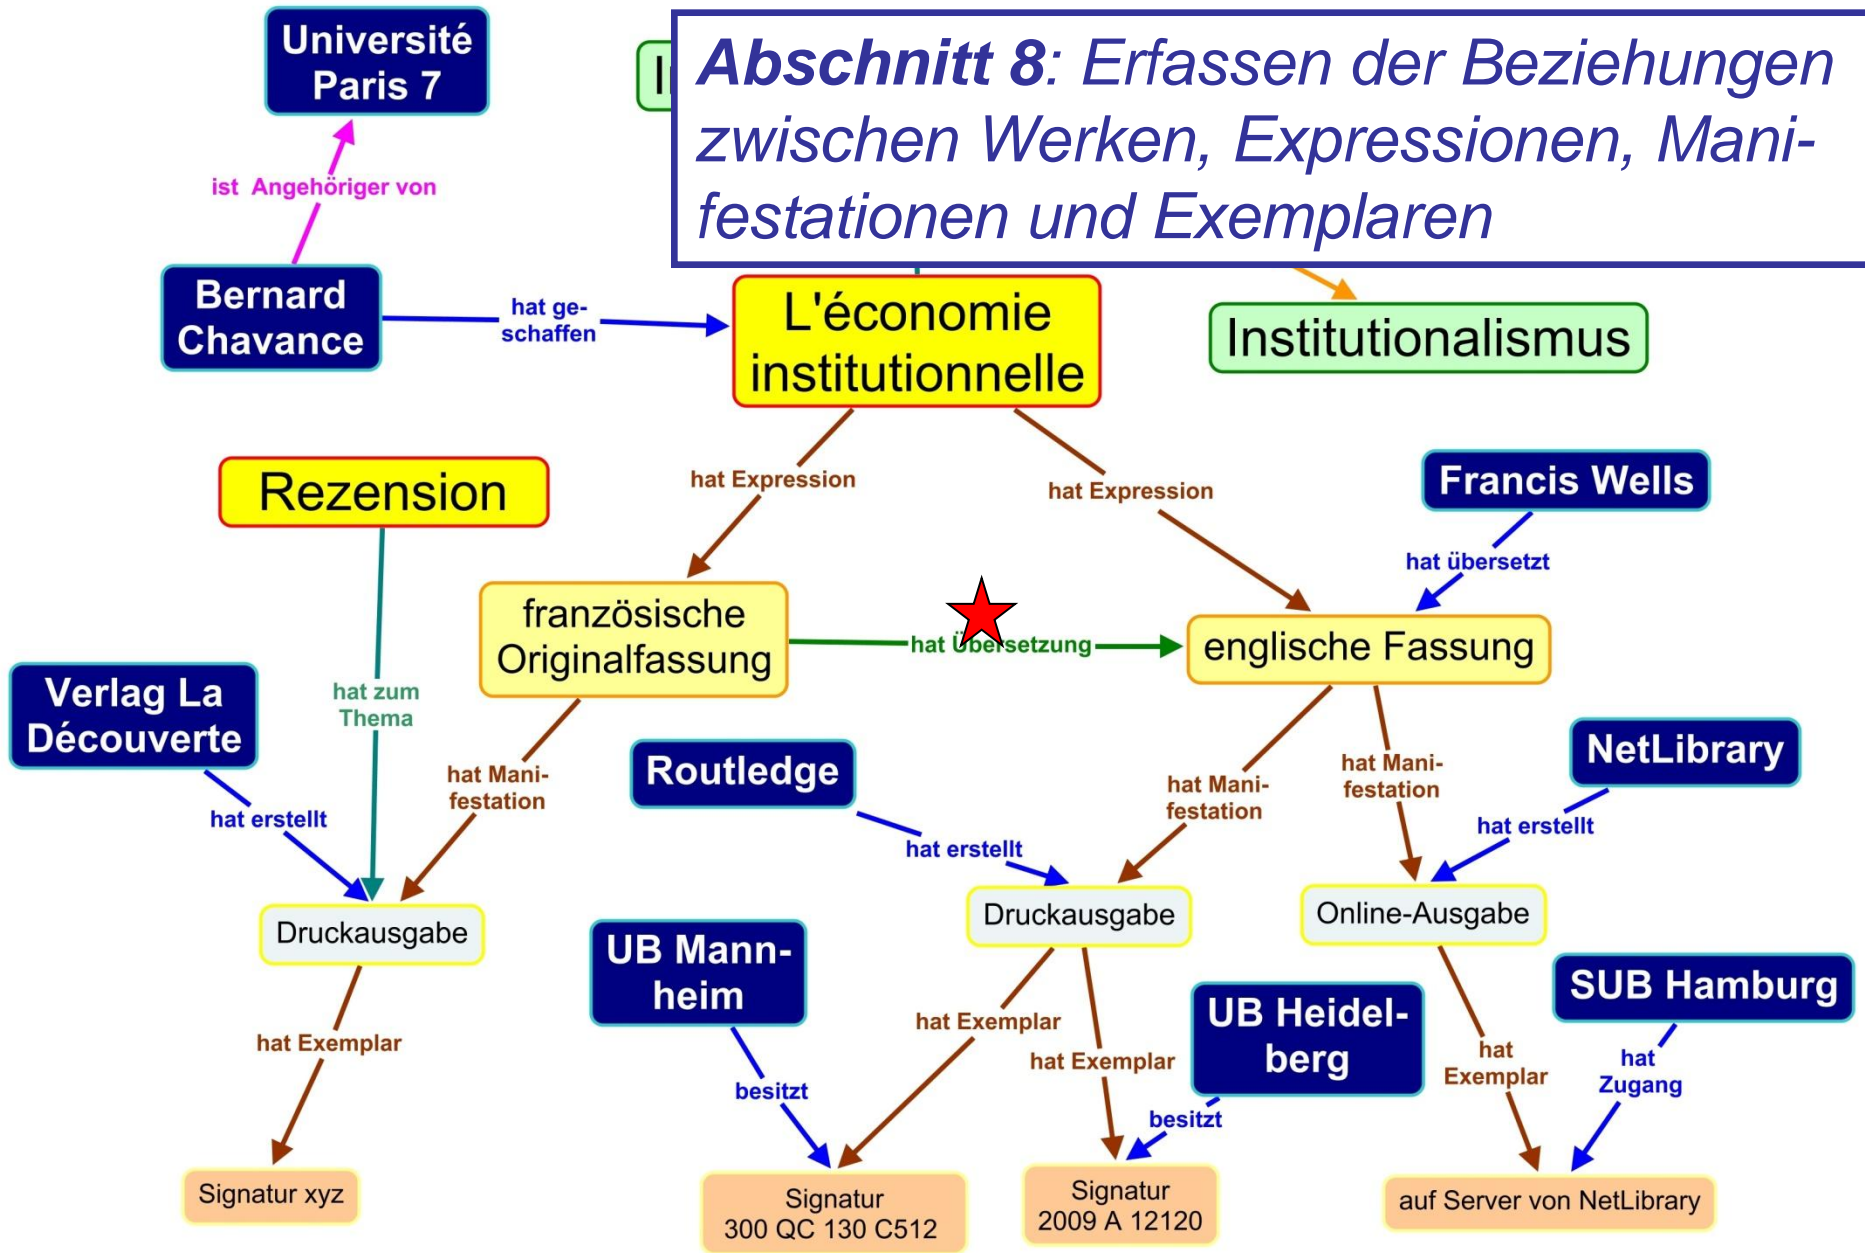 Université
Paris 7
Abschnitt 8: Erfassen der Beziehungen
zwischen Werken, Expressionen, Mani-
festationen und Exemplaren
ist Angehöriger von
Bernard
Chavance
hat ge-
schaffen
L'économie
institutionnelle
Institutionalismus
hat Expression
hat Expression
Rezension
Francis Wells
hat übersetzt
französische
Originalfassung
hat Übersetzung
englische Fassung
Verlag La
Découverte
hat zum
Thema
hat erstellt
hat Mani-
festation
Routledge
hat erstellt
hat Mani-
festation
hat Mani-
festation
NetLibrary
hat erstellt
Druckausgabe
Druckausgabe
Online-Ausgabe
UB Mann-
heim
UB Heidel-
berg
SUB Hamburg
hat Exemplar
hat Exemplar
hat Exemplar
hat
Exemplar
hat
Zugang
besitzt
besitzt
Signatur xyz
Signatur
300 QC 130 C512
Signatur
2009 A 12120
auf Server von NetLibrary